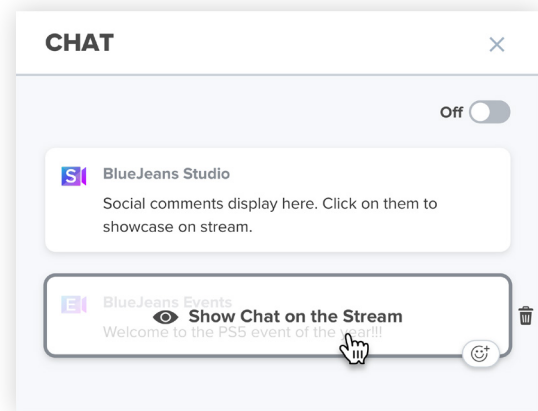 CHAT
Off
S BlueJeans Studio
Social comments display here. Click on them to
showcase on stream.
E BlueJeans Events
Show Chat on the Stream
Welcome to the PS5 event of the year!!!